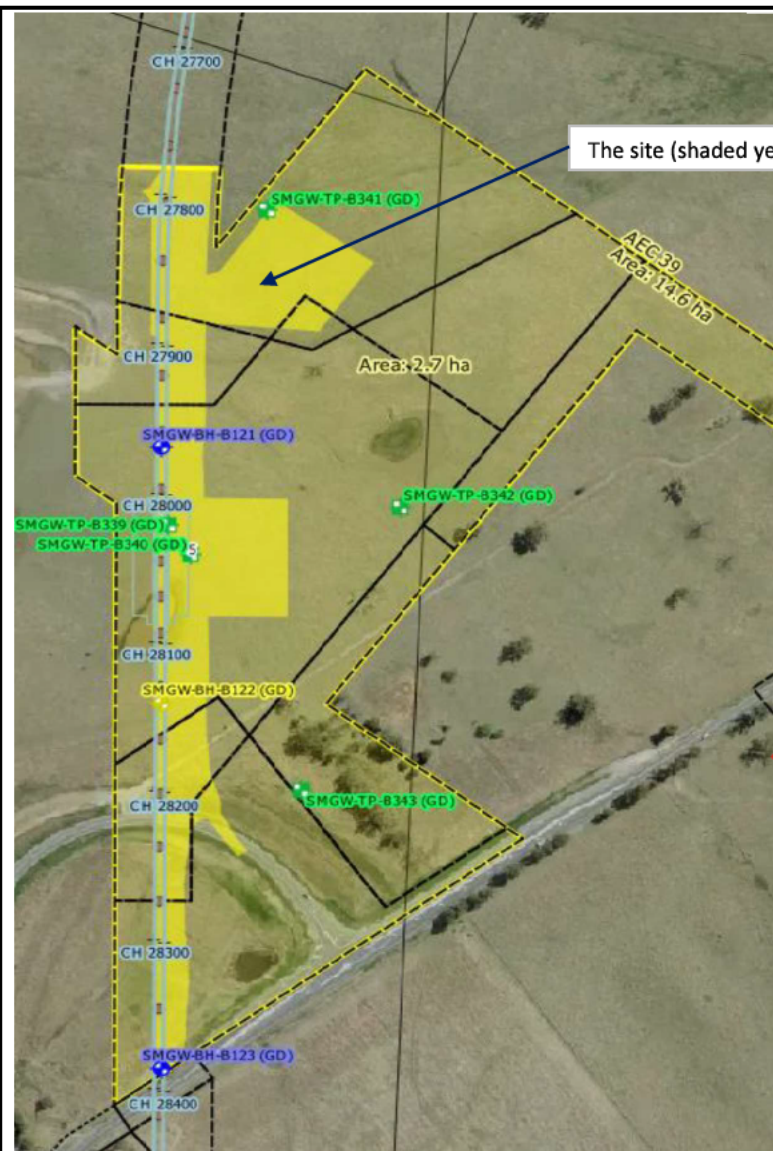 CH 27700
The site (shaded ye
SMGW-TP-B341 (GD)
CH 27800
AEC 39
Area: 14.6 ha
CH 27900
Area: 2.7 ha
SMGW-BH-B121 (GD)
SMGW-TP-B342 (GD)
CH 28000
SMGW-TP-B339 (GD)
SMGW-TP-B340 (GD)
S
CH 28100
SMGW-BH-B122 (GD)
SMGW-TP-B343 (GD)
CH 28200
CH 28300
SMGW-BH-B123 (GD)
CH 28400